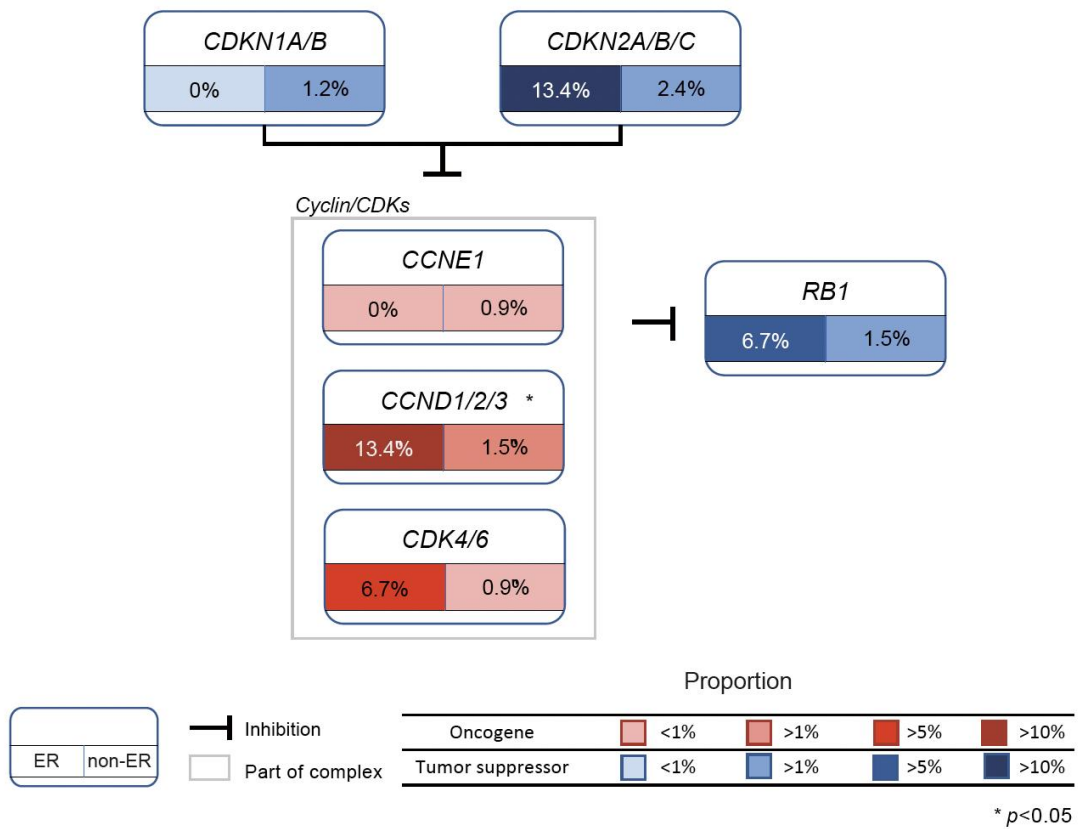 CDKN1A/B
CDKN2A/B/C
0% 1.2%
13.4% 2.4%
Cyclin/CDKs
CCNE1
0% 0.9%
RB1
6.7% 1.5%
CCND1/2/3 *
13.4% 1.5%
CDK4/6
6.7% 0.9%
Proportion
ER non-ER
Inhibition
Part of complex
Oncogene <1% >1% >5% >10%
Tumor suppressor <1% >1% >5% >10%
* p<0.05